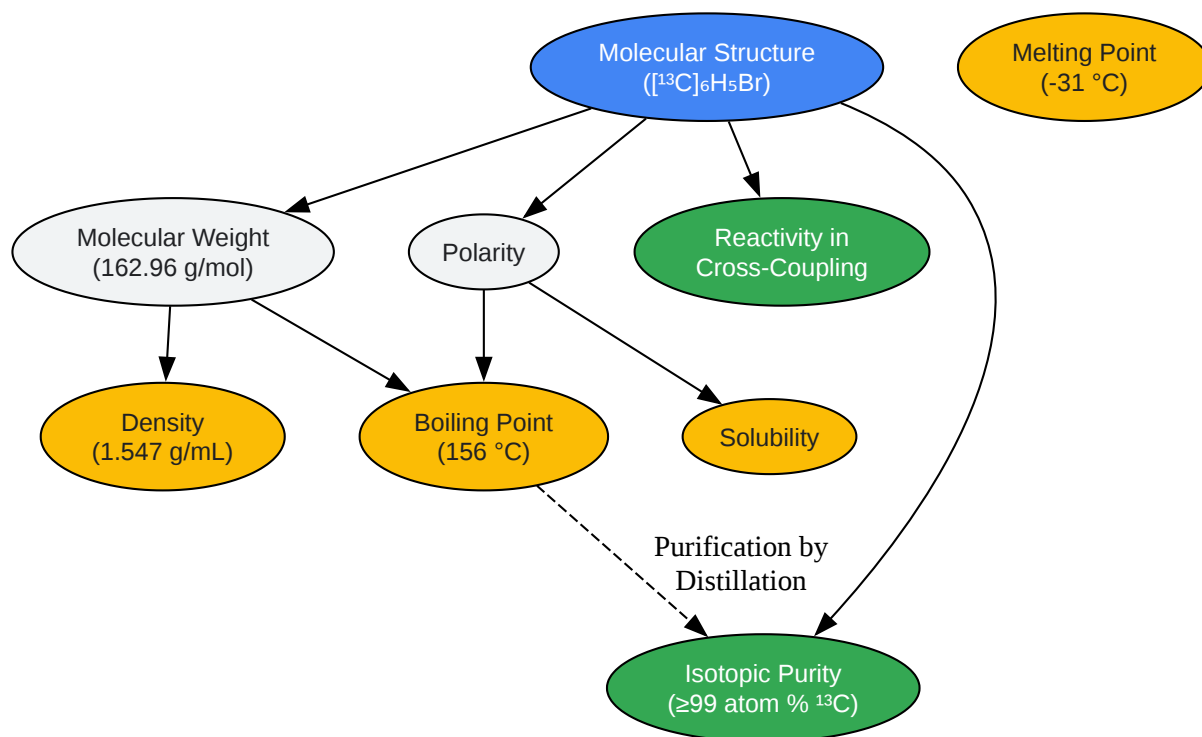 Molecular Structure
([¹³C]₆H₅Br)
Melting Point
(-31 °C)
Molecular Weight
(162.96 g/mol)
Polarity
Reactivity in
Cross-Coupling
Density
(1.547 g/mL)
Boiling Point
(156 °C)
Solubility
Purification by
Distillation
Isotopic Purity
(≥99 atom % ¹³C)